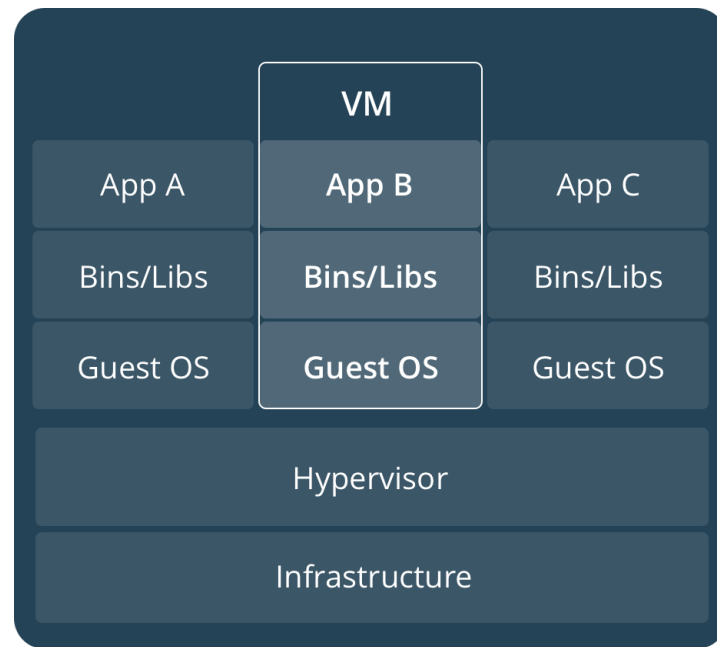 VM
App A
App B
App C
Bins/Libs
Bins/Libs
Bins/Libs
Guest OS
Guest OS
Guest OS
Hypervisor
Infrastructure